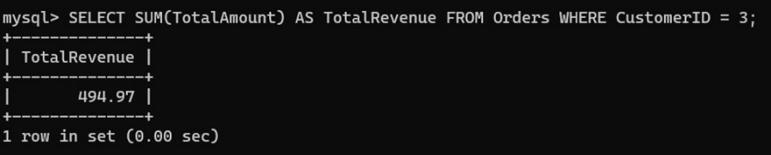 mysql> SELECT SUM(TotalAmount) AS TotalRevenue FROM Orders WHERE CustomerID = 3;
+--------------+
| TotalRevenue |
+--------------+
|       494.97 |
+--------------+
1 row in set (0.00 sec)